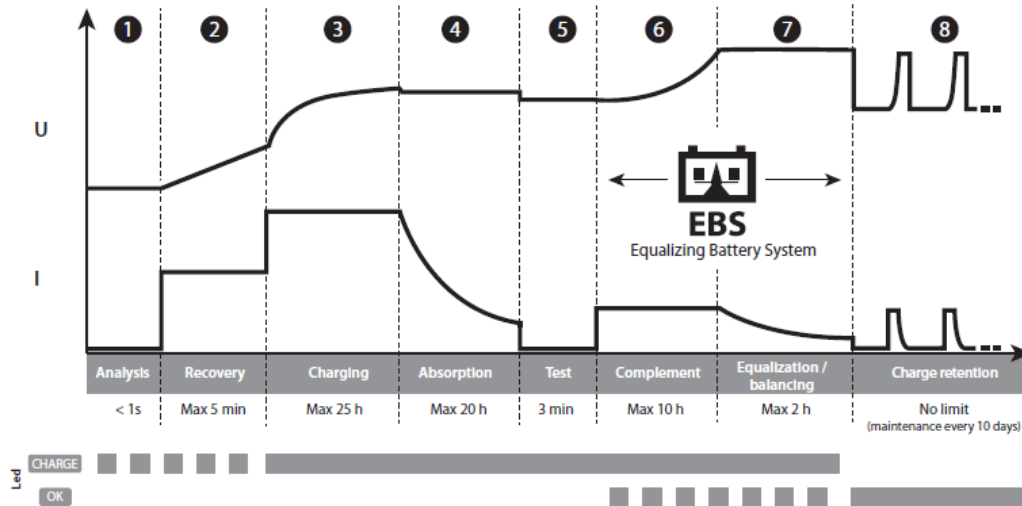 1 2 3 4 5 6 7 8
U
EBS
Equalizing Battery System
I
Analysis Recovery Charging Absorption Test Complement Equalization / balancing Charge retention
< 1s Max 5 min Max 25 h Max 20 h 3 min Max 10 h Max 2 h No limit
(maintenance every 10 days)
Led
CHARGE
OK